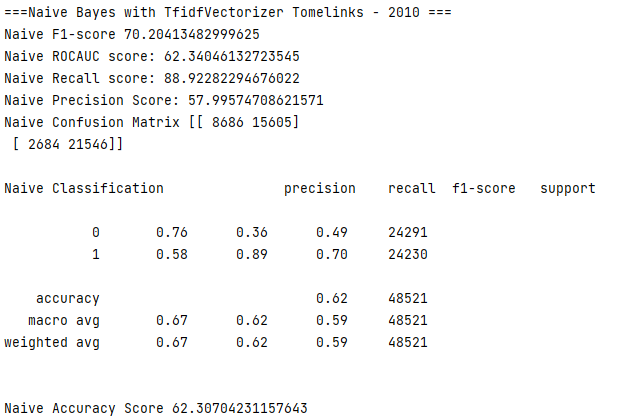 ===Naive Bayes with TfidfVectorizer Tomelinks - 2010 ===
Naive F1-score 70.20413482999625
Naive ROCAUC score: 62.34046132723545
Naive Recall score: 88.92282294676022
Naive Precision Score: 57.99574708621571
Naive Confusion Matrix [[ 8686 15605]
 [ 2684 21546]]
Naive Classification               precision    recall  f1-score   support
           0       0.76      0.36      0.49     24291
           1       0.58      0.89      0.70     24230
    accuracy                           0.62     48521
   macro avg       0.67      0.62      0.59     48521
weighted avg       0.67      0.62      0.59     48521
Naive Accuracy Score 62.30704231157643